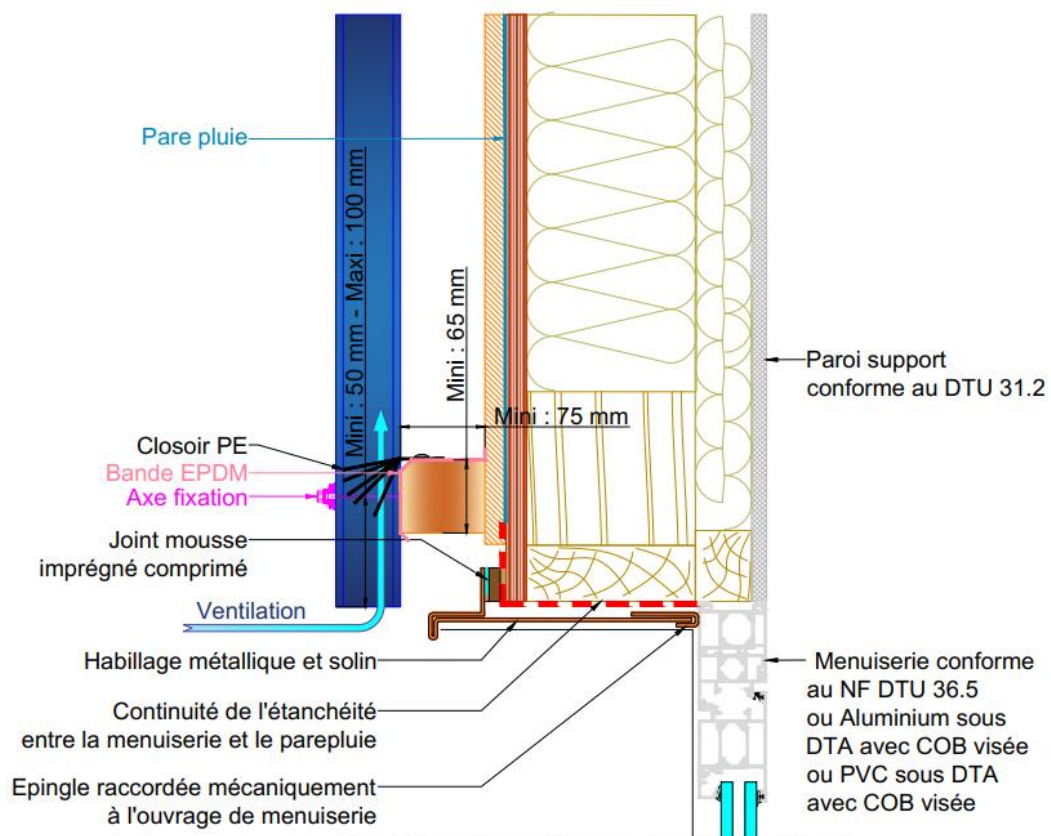 Pare pluie
Mini : 50 mm - Maxi : 100 mm
Mini : 65 mm
Mini : 75 mm
Paroi support
conforme au DTU 31.2
Closoir PE
Bande EPDM
Axe fixation
Joint mousse
imprégné comprimé
Ventilation
Habillage métallique et solin
Continuité de l'étanchéité
entre la menuiserie et le parepluie
Epingle raccordée mécaniquement
à l'ouvrage de menuiserie
Menuiserie conforme
au NF DTU 36.5
ou Aluminium sous
DTA avec COB visée
ou PVC sous DTA
avec COB visée